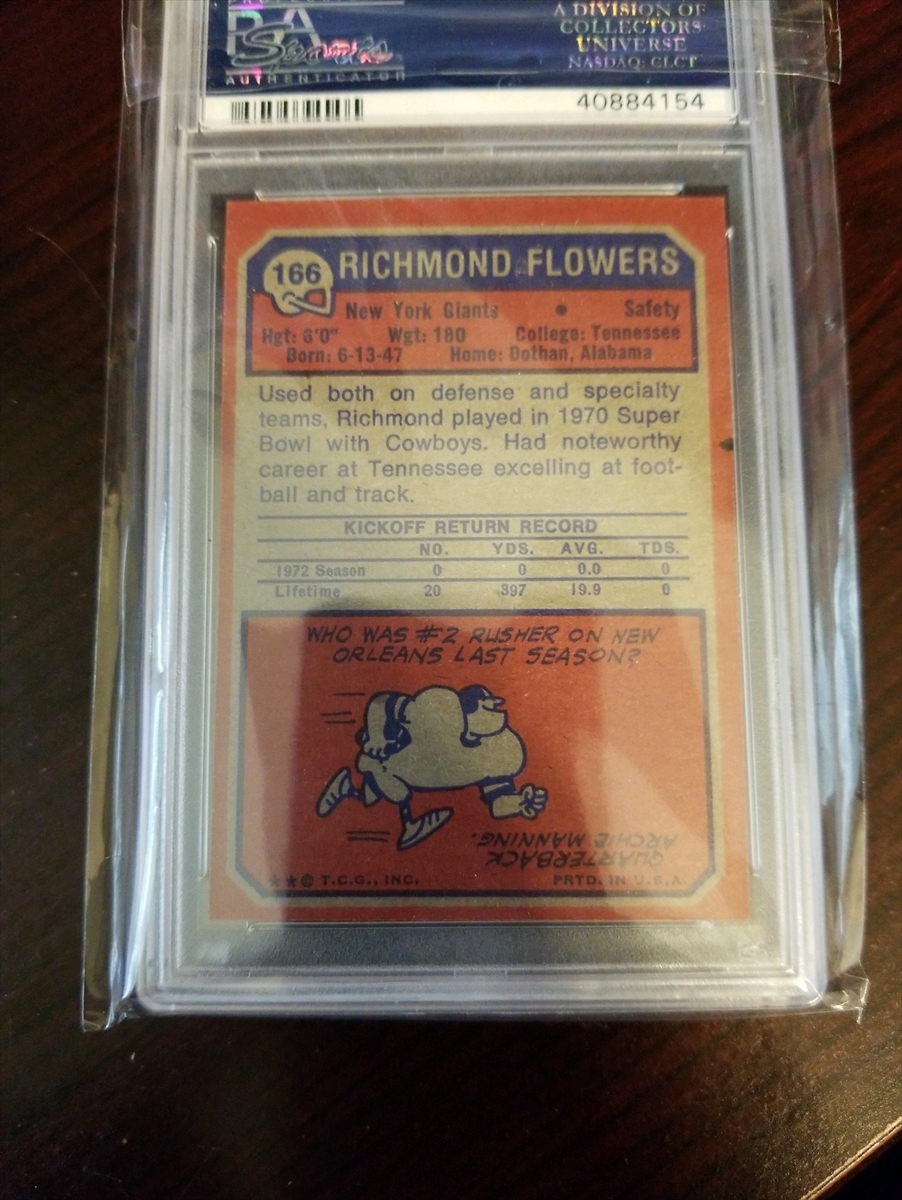 A DIVISION OF
COLLECTORS
UNIVERSE
NASDAQ: CLCT
AUTHENTICATOR
40884154
166
RICHMOND FLOWERS
New York Giants • Safety
Hgt: 6'0" Wgt: 180 College: Tennessee
Born: 6-13-47 Home: Dothan, Alabama
Used both on defense and specialty
teams, Richmond played in 1970 Super
Bowl with Cowboys. Had noteworthy
career at Tennessee excelling at foot-
ball and track.
KICKOFF RETURN RECORD
NO. YDS. AVG. TDS.
1972 Season 0 0 0.0 0
Lifetime 20 397 19.9 0
WHO WAS #2 RUSHER ON NEW
ORLEANS LAST SEASON?
QUARTERBACK
ARCHIE MANNING.
★★© T.C.G., INC. PRTD. IN U.S.A.